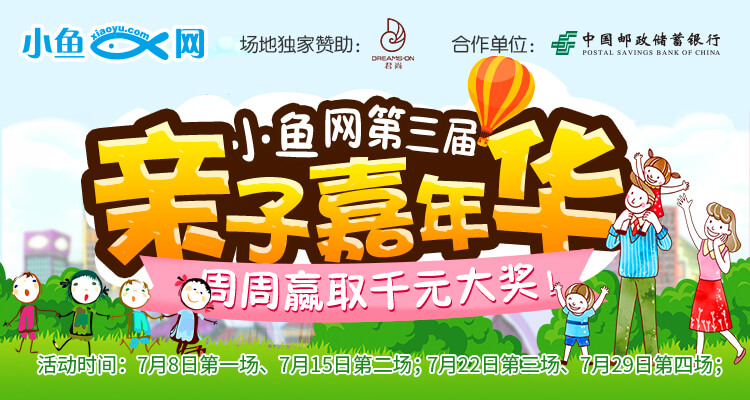 小鱼 xiaoyu.com 网
场地独家赞助： DREAMS·ON 君尚
合作单位： 中国邮政储蓄银行
POSTAL SAVINGS BANK OF CHINA
小鱼网第三届
亲子嘉年华
周周赢取千元大奖！
活动时间：7月8日第一场、7月15日第二场；7月22日第三场、7月29日第四场；